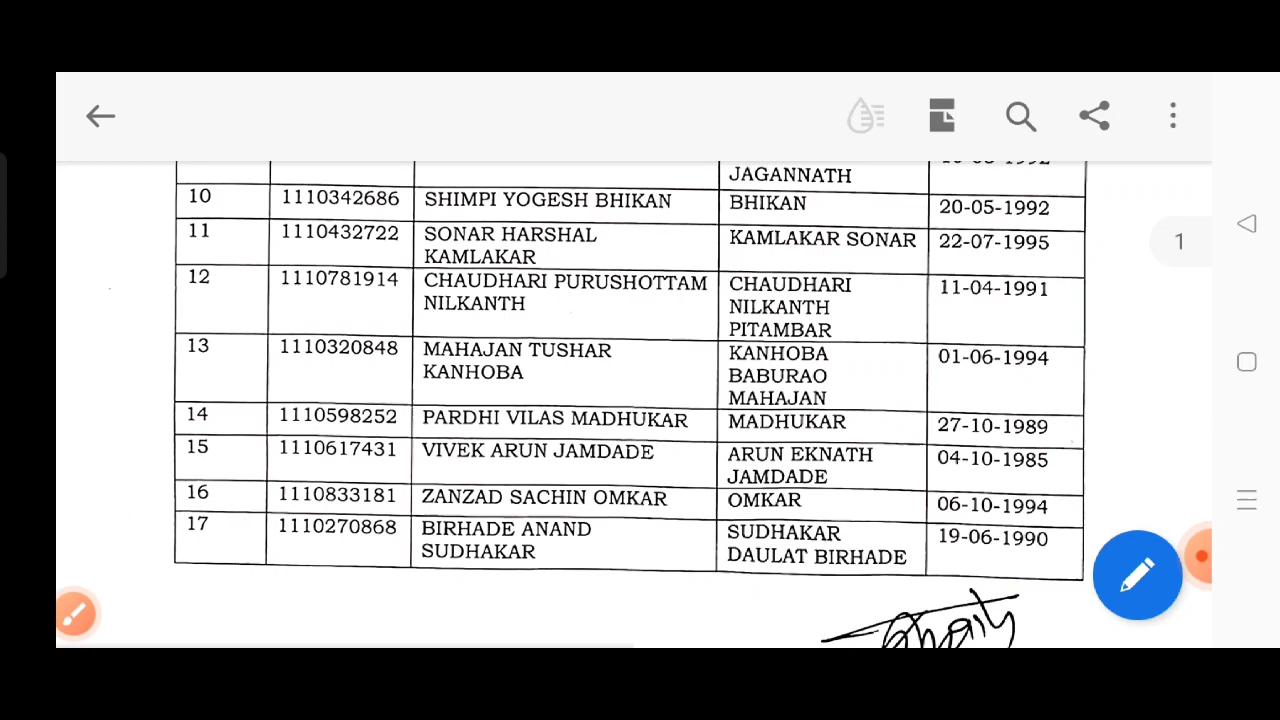 JAGANNATH
10 1110342686 SHIMPI YOGESH BHIKAN BHIKAN 20-05-1992
11 1110432722 SONAR HARSHAL KAMLAKAR SONAR 22-07-1995
KAMLAKAR
12 1110781914 CHAUDHARI PURUSHOTTAM CHAUDHARI 11-04-1991
NILKANTH NILKANTH
PITAMBAR
13 1110320848 MAHAJAN TUSHAR KANHOBA 01-06-1994
KANHOBA BABURAO
MAHAJAN
14 1110598252 PARDHI VILAS MADHUKAR MADHUKAR 27-10-1989
15 1110617431 VIVEK ARUN JAMDADE ARUN EKNATH 04-10-1985
JAMDADE
16 1110833181 ZANZAD SACHIN OMKAR OMKAR 06-10-1994
17 1110270868 BIRHADE ANAND SUDHAKAR 19-06-1990
SUDHAKAR DAULAT BIRHADE
1